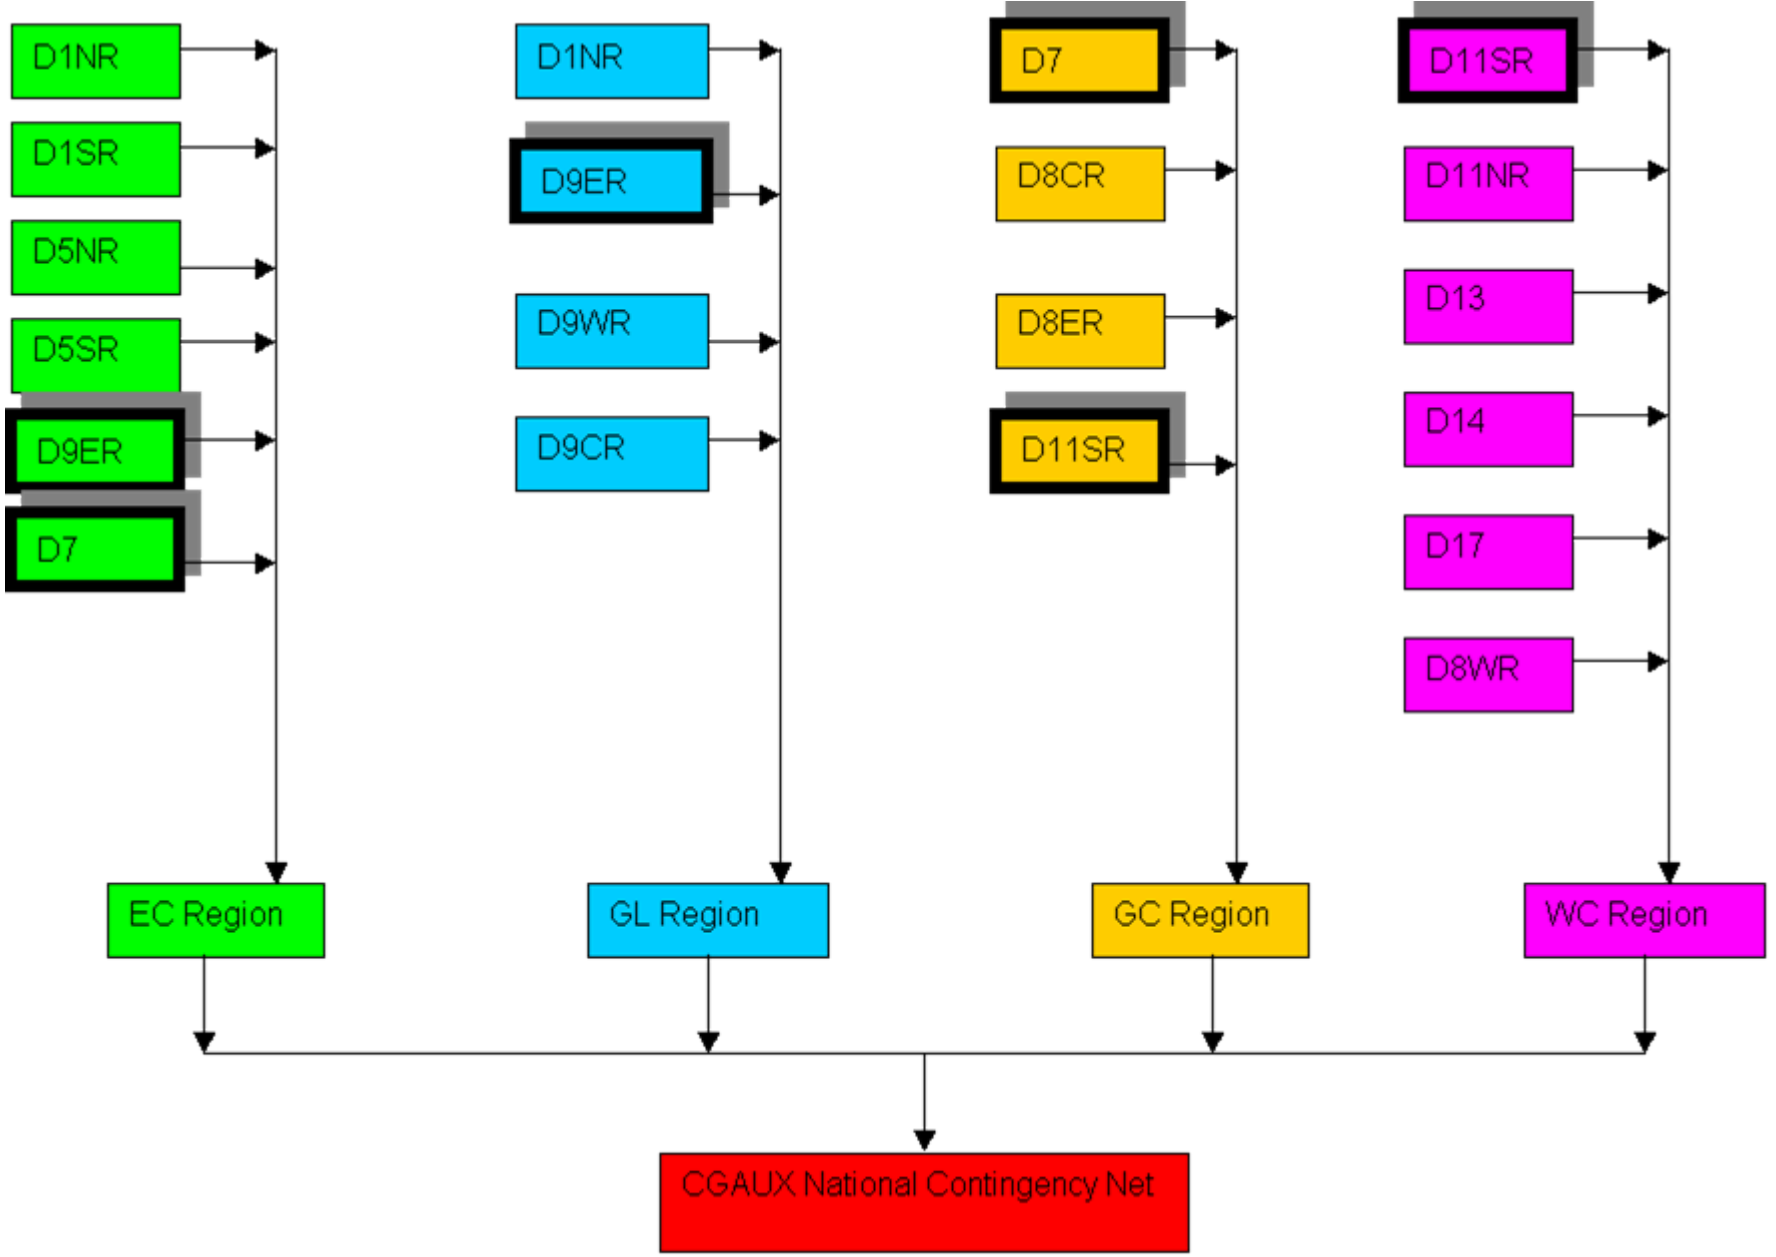 D1NR
D1SR
D5NR
D5SR
D9ER
D7
D1NR
D9ER
D9WR
D9CR
D7
D8CR
D8ER
D11SR
D11SR
D11NR
D13
D14
D17
D8WR
EC Region
GL Region
GC Region
WC Region
CGAUX National Contingency Net